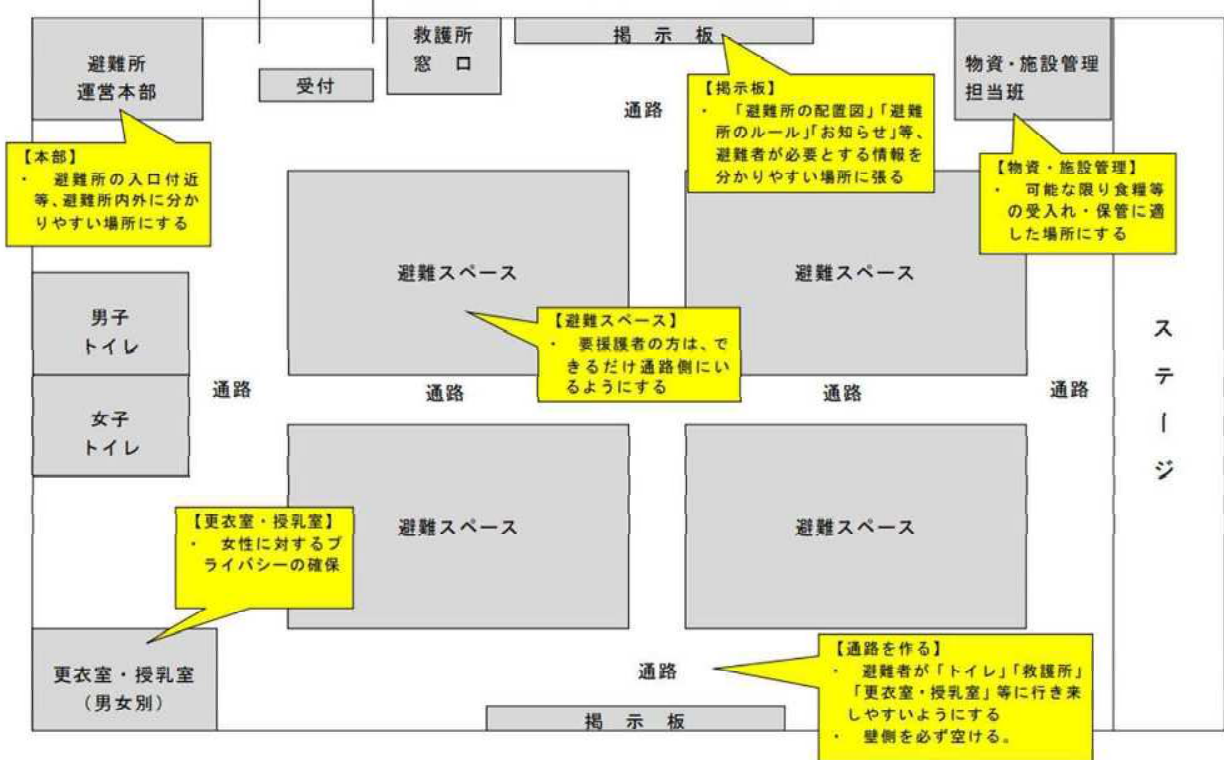 避難所
運営本部
受付
救護所
窓 口
掲 示 板
物資・施設管理
担当班
通路
【本部】
・ 避難所の入口付近
等、避難所内外に分か
りやすい場所にする
【掲示板】
・ 「避難所の配置図」「避難
所のルール」「お知らせ」等、
避難者が必要とする情報を
分かりやすい場所に張る
【物資・施設管理】
・ 可能な限り食糧等
の受入れ・保管に適
した場所にする
避難スペース
避難スペース
【避難スペース】
・ 要援護者の方は、で
きるだけ通路側にい
るようにする
男子
トイレ
女子
トイレ
通路
通路
通路
通路
ステージ
避難スペース
避難スペース
【更衣室・授乳室】
・ 女性に対するプ
ライバシーの確保
更衣室・授乳室
（男女別）
通路
【通路を作る】
・ 避難者が「トイレ」「救護所」
「更衣室・授乳室」等に行き来
しやすいようにする
・ 壁側を必ず空ける。
掲 示 板